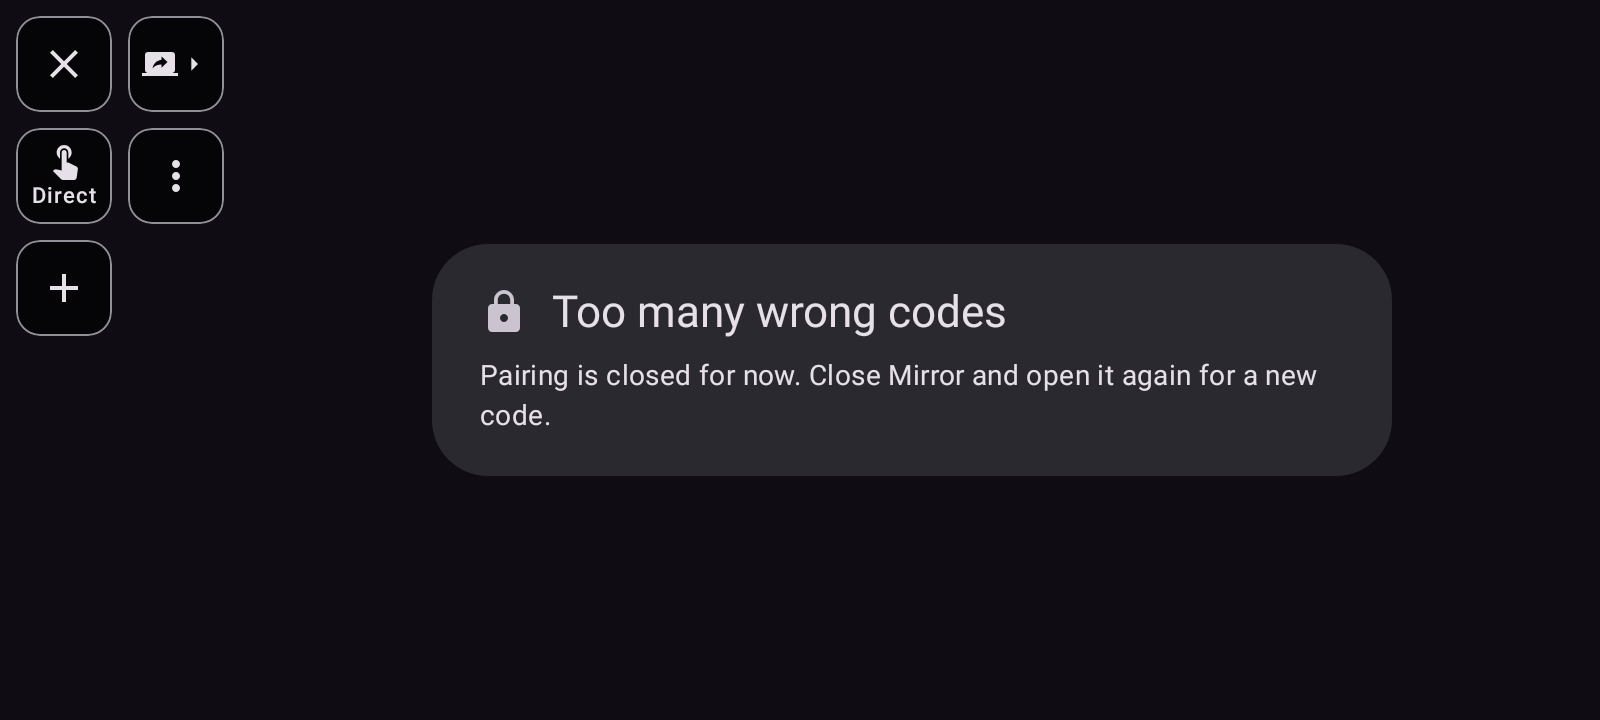 Direct
Too many wrong codes
Pairing is closed for now. Close Mirror and open it again for a new
code.